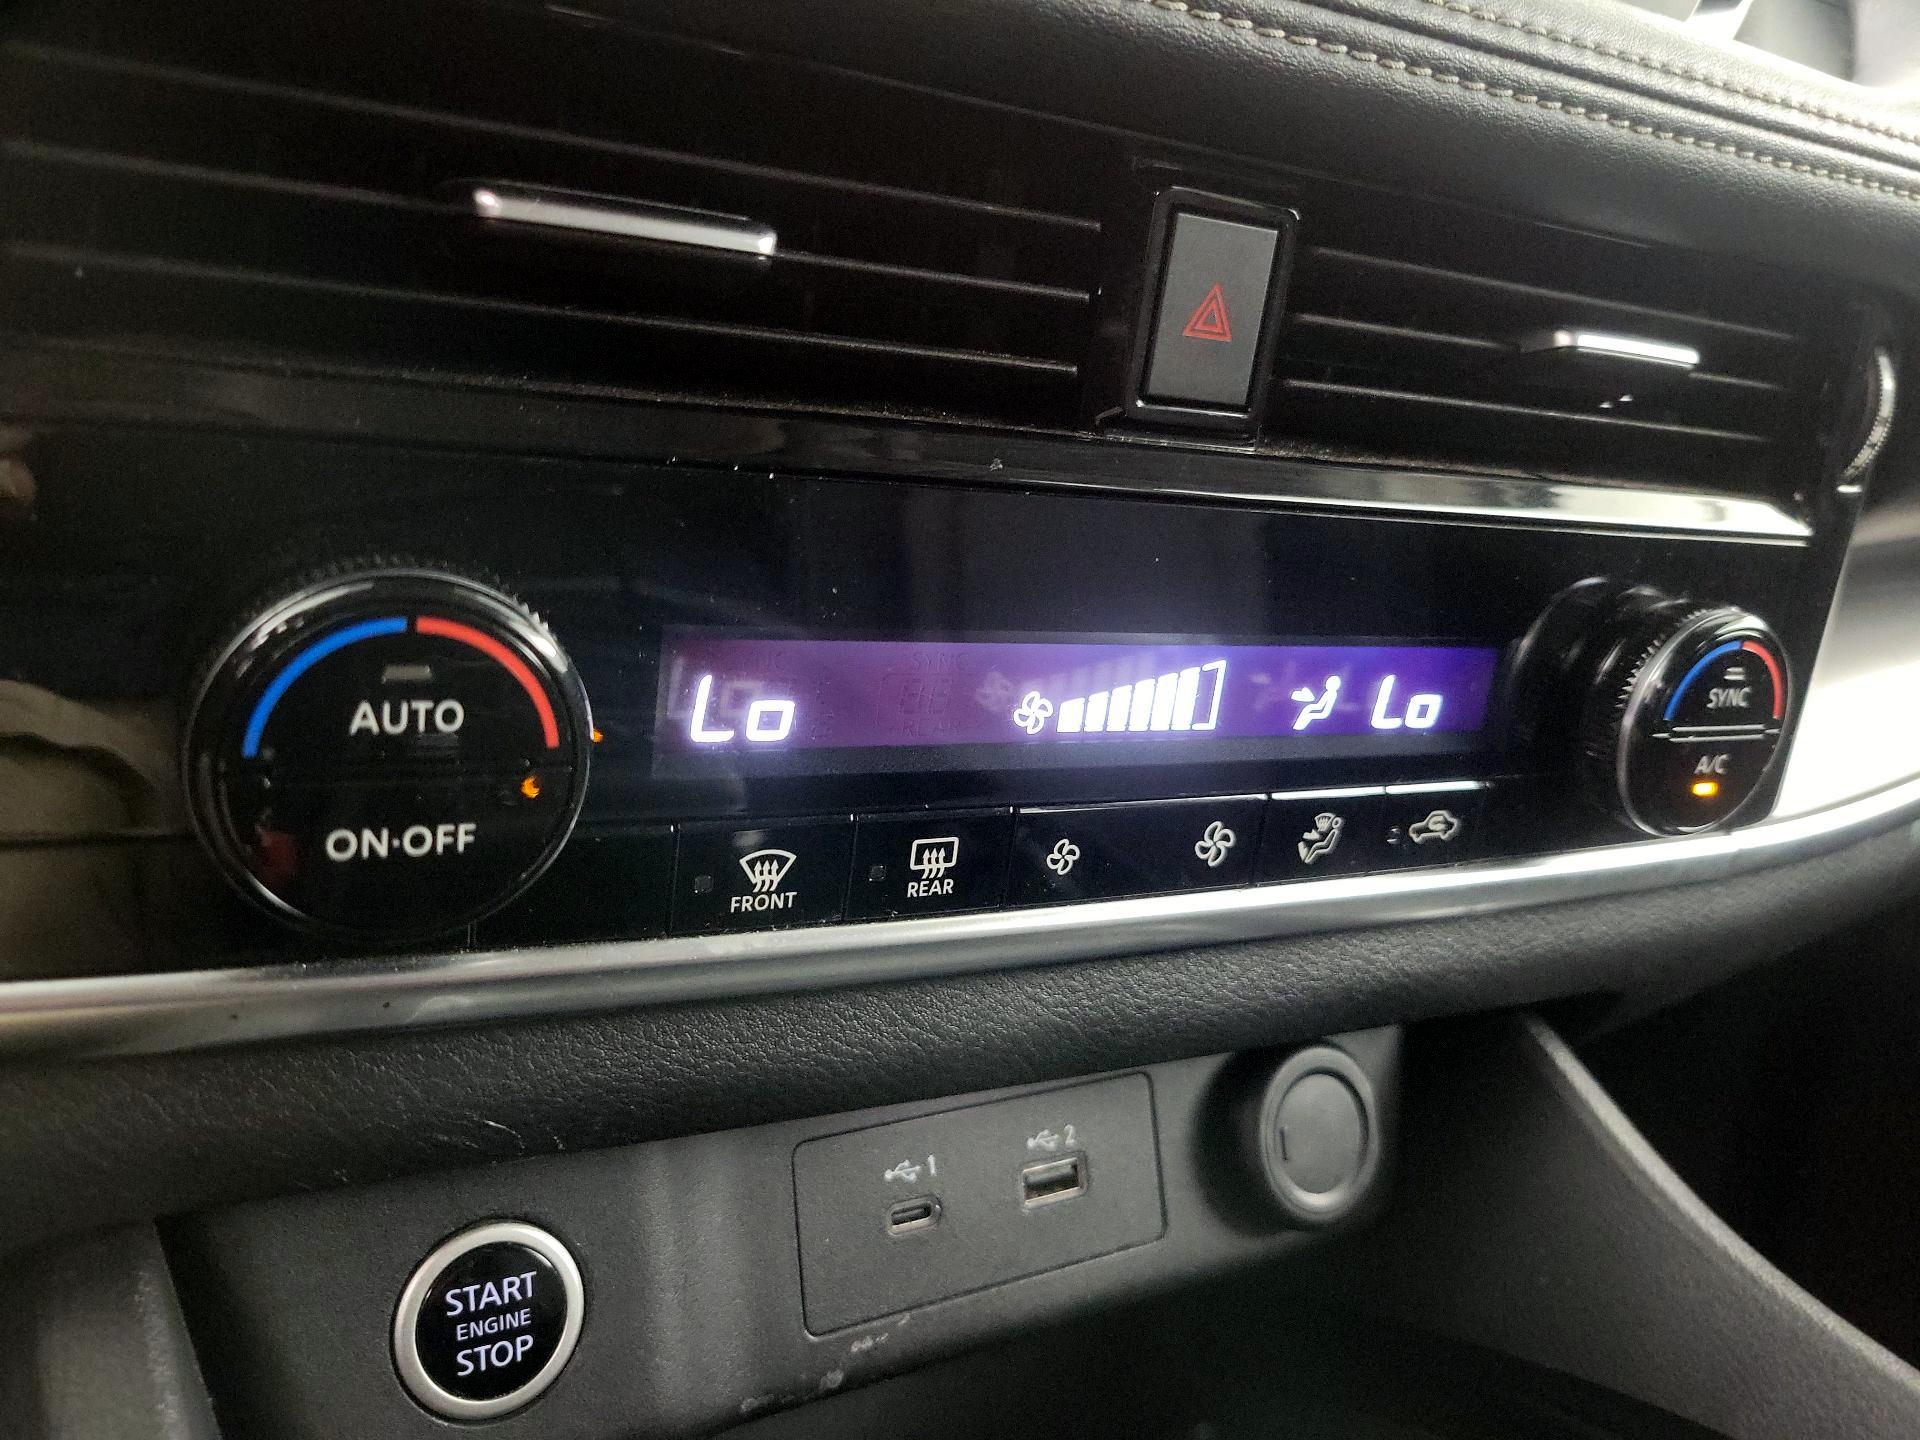 AUTO
ON·OFF
Lo
Lo
SYNC
A/C
FRONT
REAR
1
2
START
ENGINE
STOP